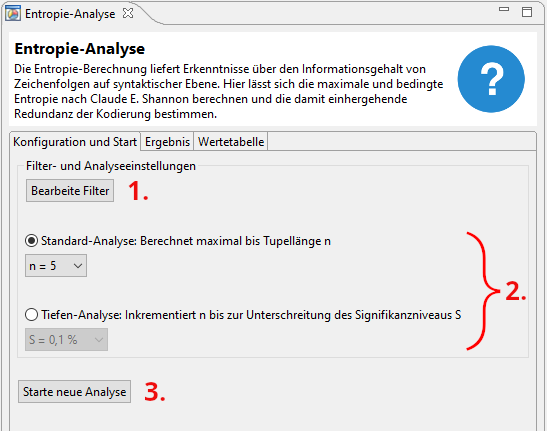 Entropie-Analyse
Entropie-Analyse
Die Entropie-Berechnung liefert Erkenntnisse über den Informationsgehalt von
Zeichenfolgen auf syntaktischer Ebene. Hier lässt sich die maximale und bedingte
Entropie nach Claude E. Shannon berechnen und die damit einhergehende
Redundanz der Kodierung bestimmen.
?
Konfiguration und Start Ergebnis Wertetabelle
Filter- und Analyseeinstellungen
Bearbeite Filter 1.
Standard-Analyse: Berechnet maximal bis Tupellänge n
n = 5
2.
Tiefen-Analyse: Inkrementiert n bis zur Unterschreitung des Signifikanzniveaus S
S = 0,1 %
Starte neue Analyse 3.